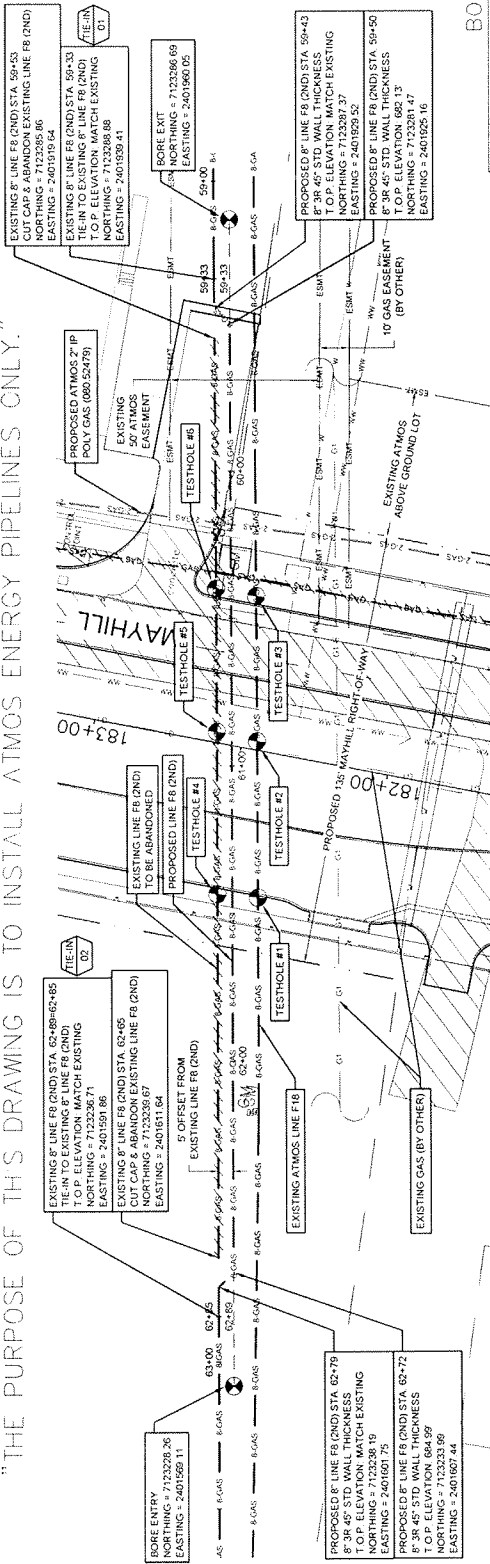 "THE PURPOSE OF THIS DRAWING IS TO INSTALL ATMOS ENERGY PIPELINES ONLY."
BORE ENTRY
NORTHING = 7123228.26
EASTING = 2401569.11
TIE-IN
02
EXISTING 8" LINE F8 (2ND) STA. 62+89=62+85
TIE-IN TO EXISTING 8" LINE F8 (2ND)
T.O.P. ELEVATION: MATCH EXISTING
NORTHING = 7123236.71
EASTING = 2401591.86
EXISTING 8" LINE F8 (2ND) STA. 62+65
CUT CAP & ABANDON EXISTING LINE F8 (2ND)
NORTHING = 7123239.67
EASTING = 2401611.64
5' OFFSET FROM
EXISTING LINE F8 (2ND)
EXISTING LINE F8 (2ND)
TO BE ABANDONED
PROPOSED LINE F8 (2ND)
TESTHOLE #4
TESTHOLE #5
TESTHOLE #6
183+00
MAYHILL
PROPOSED ATMOS 2" IP
POLY GAS (080.52479)
EXISTING
50' ATMOS
EASEMENT
EXISTING 8" LINE F8 (2ND) STA 59+53
CUT CAP & ABANDON EXISTING LINE F8 (2ND)
NORTHING = 7123285.86
EASTING = 2401919.64
EXISTING 8" LINE F8 (2ND) STA 59+33
TIE-IN TO EXISTING 8" LINE F8 (2ND)
T.O.P. ELEVATION: MATCH EXISTING
NORTHING = 7123288.88
EASTING = 2401939.41
TIE-IN
01
BORE EXIT
NORTHING = 7123286.69
EASTING = 2401960.05
63+00
62+85
62+89
62+00
61+00
60+00
59+33
59+33
59+00
8-GAS
8-GAS
8-GAS
PROPOSED 8" LINE F8 (2ND) STA 62+79
8" 3R 45° STD. WALL THICKNESS
T.O.P. ELEVATION: MATCH EXISTING
NORTHING = 7123238.19
EASTING = 2401601.75
PROPOSED 8" LINE F8 (2ND) STA 62+72
8" 3R 45° STD. WALL THICKNESS
T.O.P. ELEVATION: 684.99'
NORTHING = 7123233.99
EASTING = 2401607.44
EXISTING ATMOS LINE F18
EXISTING GAS (BY OTHER)
TESTHOLE #1
TESTHOLE #2
TESTHOLE #3
PROPOSED 135' MAYHILL RIGHT-OF-WAY
182+00
EXISTING ATMOS
ABOVE GROUND LOT
10' GAS EASEMENT
(BY OTHER)
ESMT
G1
2-GAS
WW
PROPOSED 8" LINE F8 (2ND) STA 59+43
8" 3R 45° STD. WALL THICKNESS
T.O.P. ELEVATION: MATCH EXISTING
NORTHING = 7123287.37
EASTING = 2401929.52
PROPOSED 8" LINE F8 (2ND) STA 59+50
8" 3R 45° STD. WALL THICKNESS
T.O.P. ELEVATION: 682.13'
NORTHING = 7123281.47
EASTING = 2401925.16
BO